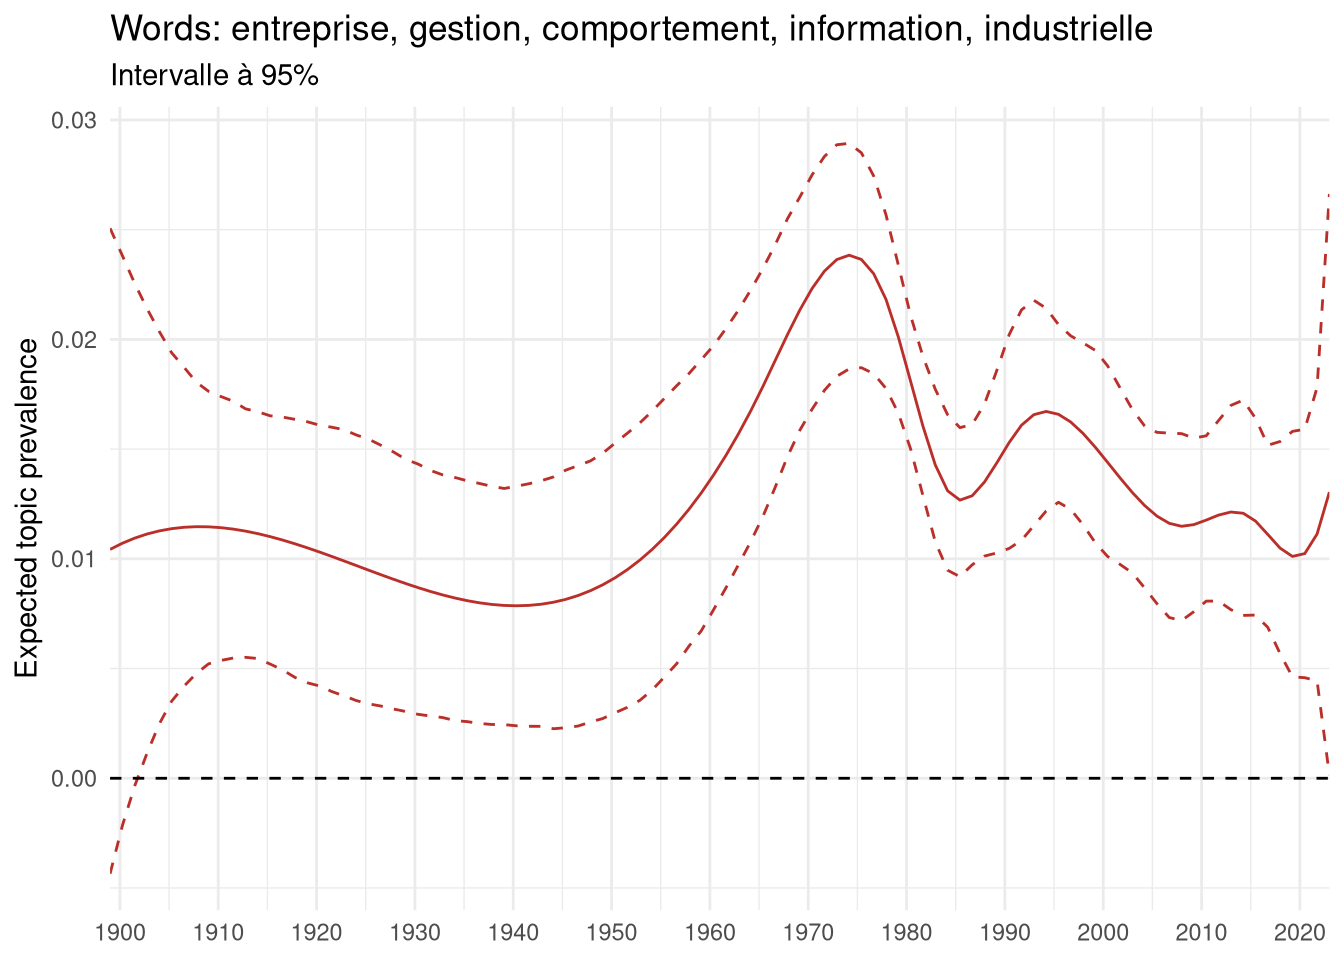 Words: entreprise, gestion, comportement, information, industrielle
Intervalle à 95%
Expected topic prevalence
0.03
0.02
0.01
0.00
1900 1910 1920 1930 1940 1950 1960 1970 1980 1990 2000 2010 2020